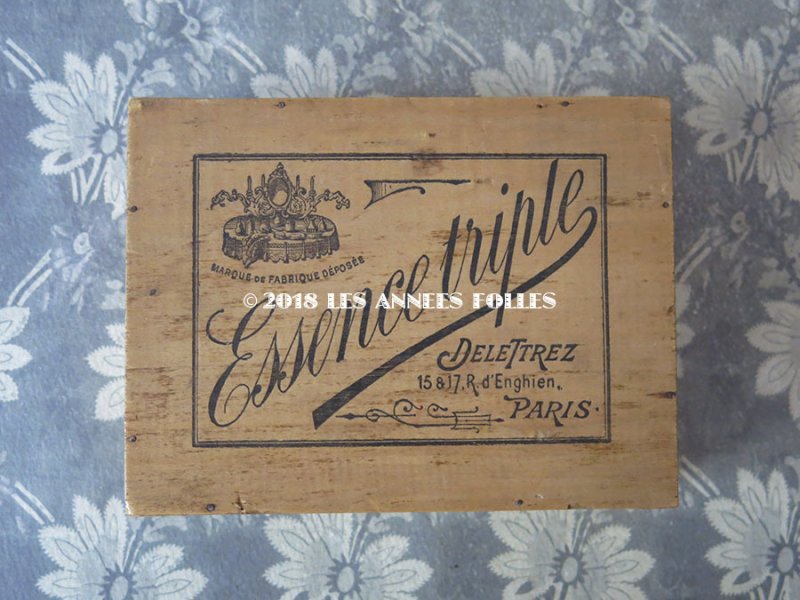 MARQUE DE FABRIQUE DÉPOSÉE
Essence triple
© 2018 LES ANNEES FOLLES
DELETTREZ
15 & 17, R. d'Enghien,
PARIS.